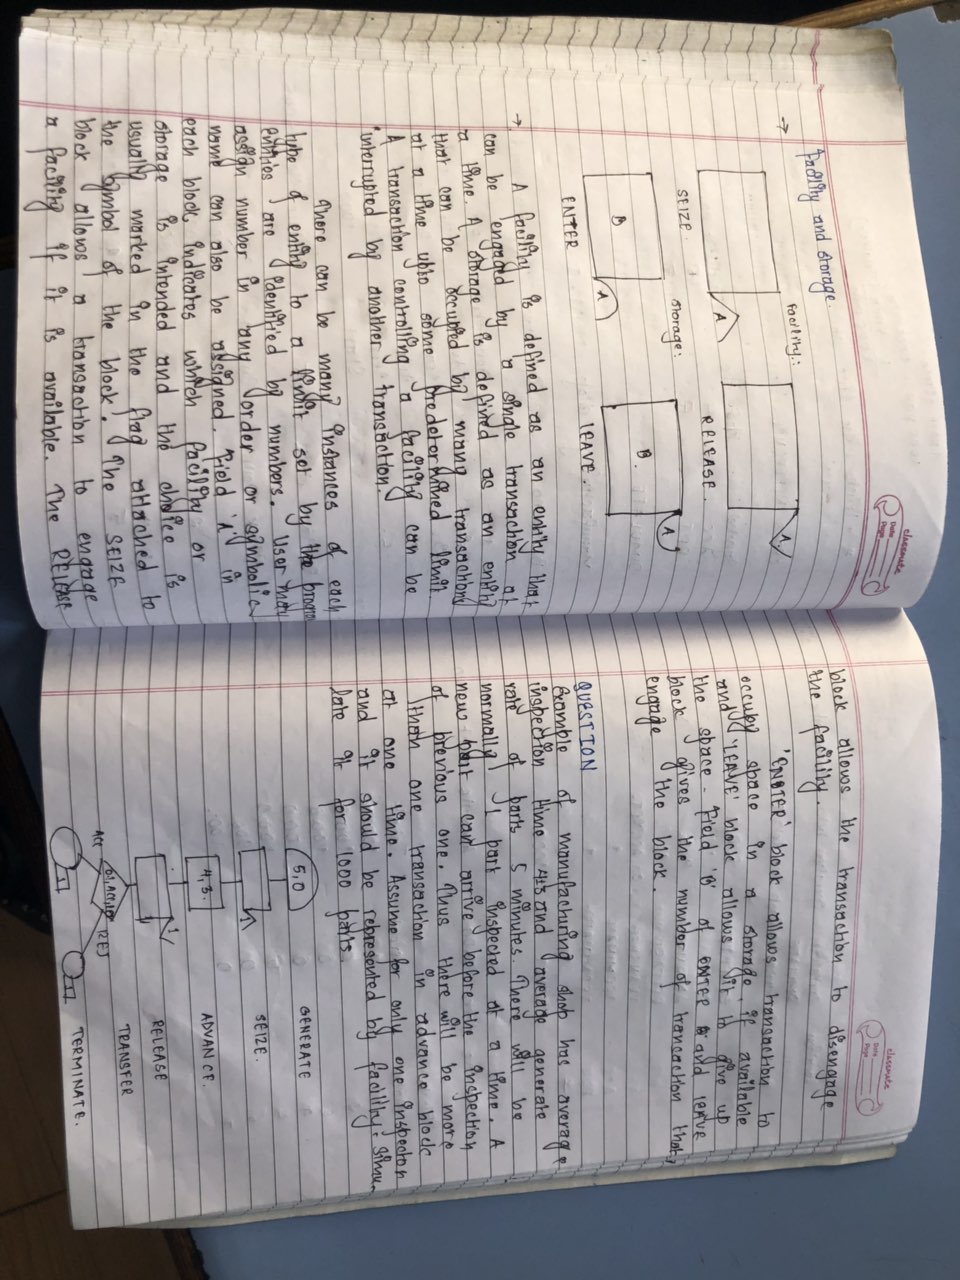 classmate
Date
Page
Facility and storage.
→ Facility:
A
A
SEIZE.
RELEASE.
Storage:
B
A
B.
A
ENTER
LEAVE.
→ A facility is defined as an entity that
can be engaged by a single transaction at
a time. A storage is defined as an entity
that can be occupied by many transactions
at a time upto some predetermined limit.
A transaction controlling a facility can be
interrupted by another transaction.
There can be many instances of each
type of entity to a limit set by the
entities are identified by numbers. User may
assign number in any order or symbolic
name can also be assigned. Field 'A' in
each block indicates which facility or
storage is intended and the choice is
usually marked in the flag attached to
the symbol of the block. The SEIZE
block allows a transaction to engage
a facility if it is available. The RELEASE
classmate
Date
Page
block allows the transaction to disengage
the facility.
'ENTER' block allows transaction to
occupy space in a storage, if available
and 'LEAVE' block allows it to give up
the space. Field 'B' of ENTER and LEAVE
block gives the number of transaction that
engage the block.
QUESTION
Example of manufacturing shop has average
inspection time 4±3 and average generate
rate of parts 5 minutes. There will be
normally 1 part inspected at a time. A
new part can arrive before the inspection
of previous one. Thus there will be more
than one transaction in advance block
at one time. Assume for only one inspector
and it should be represented by facility. Simu
late it for 1000 parts.
5,0 GENERATE
1 SEIZE.
4,3. ADVANCE.
1 RELEASE
TRANSFER
Acc
REJ
1 1 TERMINATE.